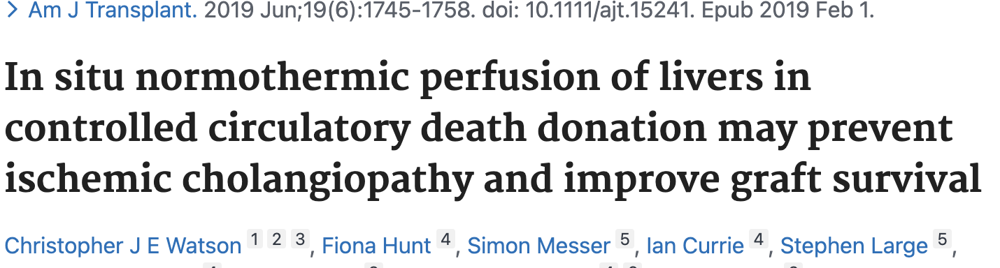 > Am J Transplant. 2019 Jun;19(6):1745-1758. doi: 10.1111/ajt.15241. Epub 2019 Feb 1.
In situ normothermic perfusion of livers in
controlled circulatory death donation may prevent
ischemic cholangiopathy and improve graft survival
Christopher J E Watson 1 2 3, Fiona Hunt 4, Simon Messer 5, Ian Currie 4, Stephen Large 5,